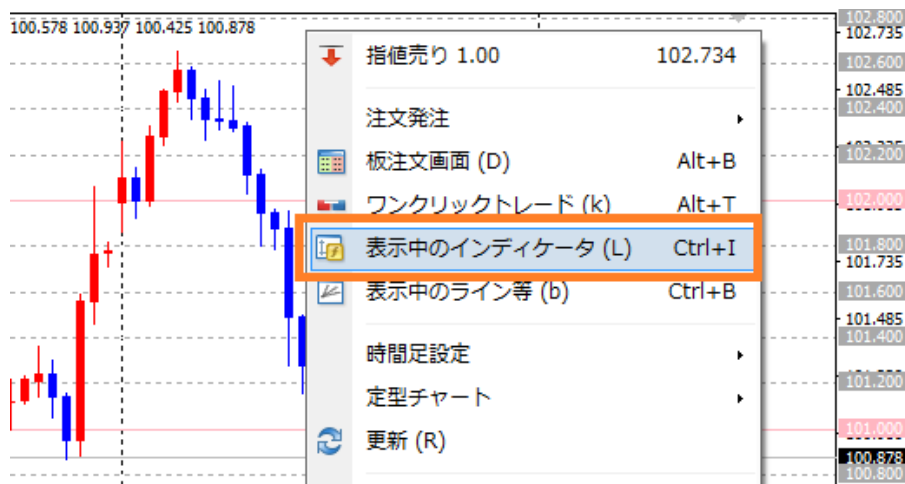 100.578 100.937 100.425 100.878
指値売り 1.00 102.734
注文発注
板注文画面 (D) Alt+B
ワンクリックトレード (k) Alt+T
表示中のインディケータ (L) Ctrl+I
表示中のライン等 (b) Ctrl+B
時間足設定
定型チャート
更新 (R)
102.800
102.735
102.600
102.485
102.400
102.200
102.000
101.800
101.735
101.600
101.485
101.400
101.200
101.000
100.878
100.800